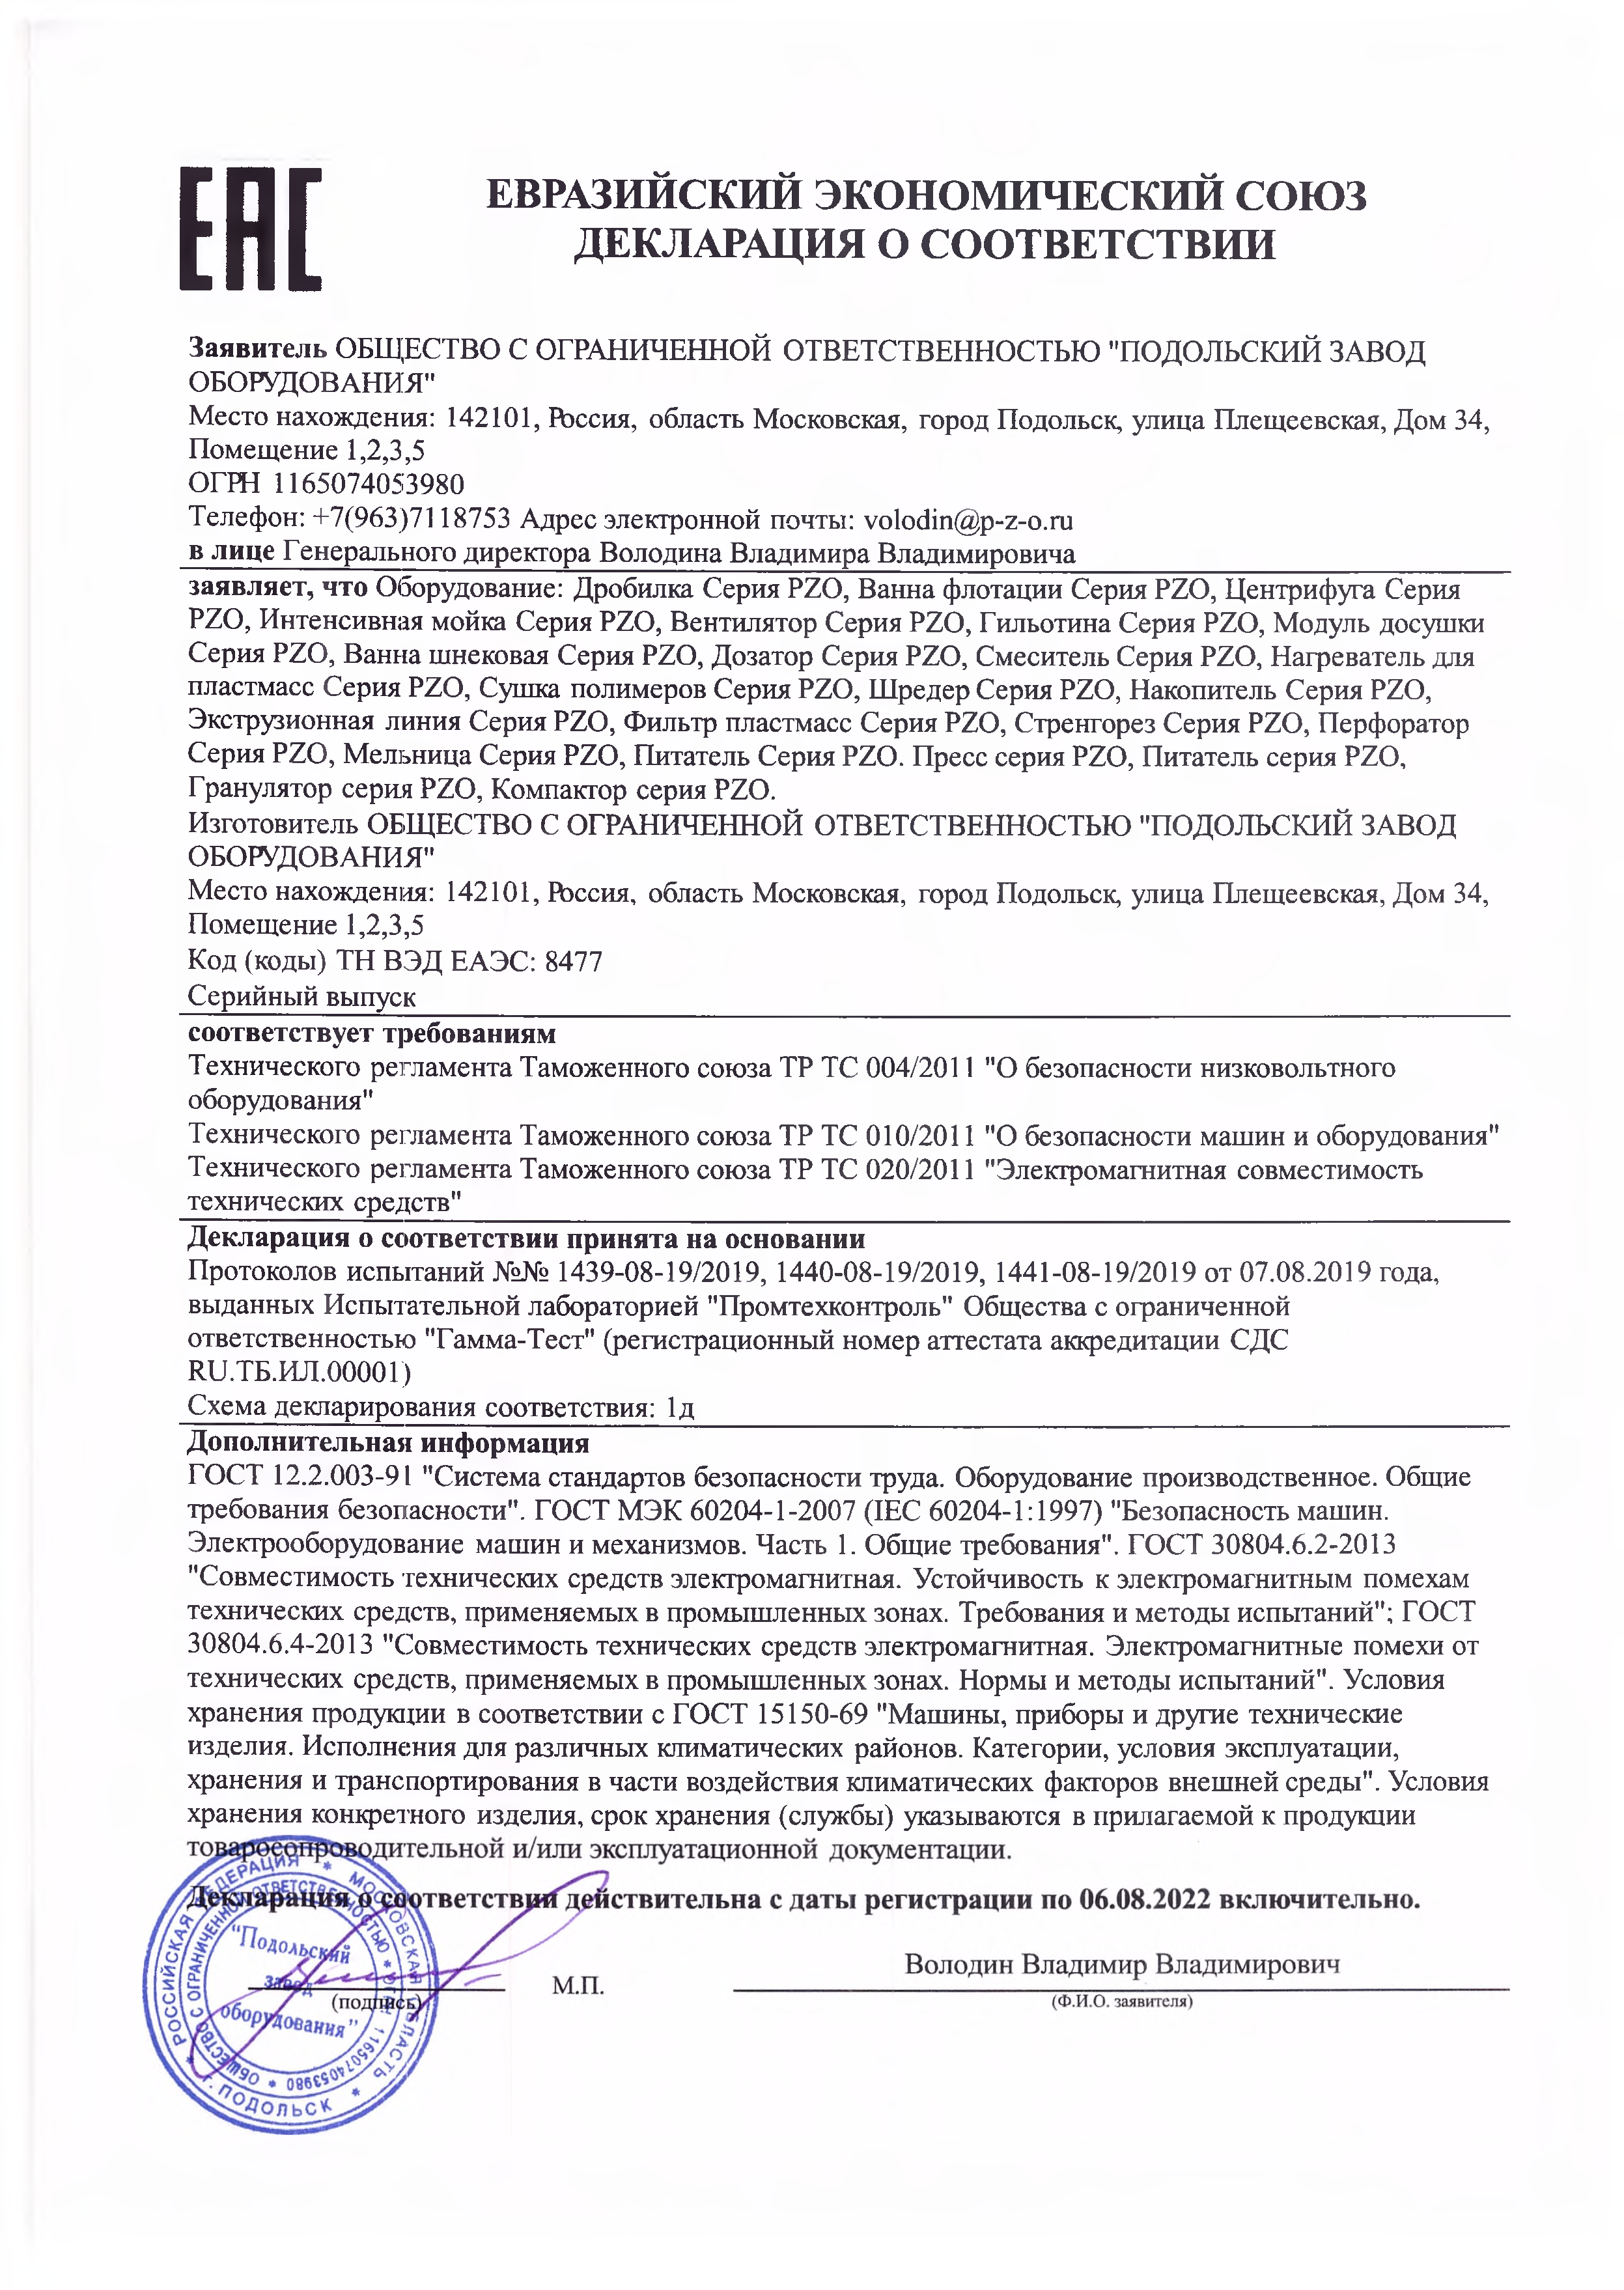 EAC
ЕВРАЗИЙСКИЙ ЭКОНОМИЧЕСКИЙ СОЮЗ
ДЕКЛАРАЦИЯ О СООТВЕТСТВИИ
Заявитель ОБЩЕСТВО С ОГРАНИЧЕННОЙ ОТВЕТСТВЕННОСТЬЮ "ПОДОЛЬСКИЙ ЗАВОД
ОБОРУДОВАНИЯ"
Место нахождения: 142101, Россия, область Московская, город Подольск, улица Плещеевская, Дом 34,
Помещение 1,2,3,5
ОГРН 1165074053980
Телефон: +7(963)7118753 Адрес электронной почты: volodin@p-z-o.ru
в лице Генерального директора Володина Владимира Владимировича
заявляет, что Оборудование: Дробилка Серия PZO, Ванна флотации Серия PZO, Центрифуга Серия
PZO, Интенсивная мойка Серия PZO, Вентилятор Серия PZO, Гильотина Серия PZO, Модуль досушки
Серия PZO, Ванна шнековая Серия PZO, Дозатор Серия PZO, Смеситель Серия PZO, Нагреватель для
пластмасс Серия PZO, Сушка полимеров Серия PZO, Шредер Серия PZO, Накопитель Серия PZO,
Экструзионная линия Серия PZO, Фильтр пластмасс Серия PZO, Стренгорез Серия PZO, Перфоратор
Серия PZO, Мельница Серия PZO, Питатель Серия PZO. Пресс серия PZO, Питатель серия PZO,
Гранулятор серия PZO, Компактор серия PZO.
Изготовитель ОБЩЕСТВО С ОГРАНИЧЕННОЙ ОТВЕТСТВЕННОСТЬЮ "ПОДОЛЬСКИЙ ЗАВОД
ОБОРУДОВАНИЯ"
Место нахождения: 142101, Россия, область Московская, город Подольск, улица Плещеевская, Дом 34,
Помещение 1,2,3,5
Код (коды) ТН ВЭД ЕАЭС: 8477
Серийный выпуск
соответствует требованиям
Технического регламента Таможенного союза ТР ТС 004/2011 "О безопасности низковольтного
оборудования"
Технического регламента Таможенного союза ТР ТС 010/2011 "О безопасности машин и оборудования"
Технического регламента Таможенного союза ТР ТС 020/2011 "Электромагнитная совместимость
технических средств"
Декларация о соответствии принята на основании
Протоколов испытаний №№ 1439-08-19/2019, 1440-08-19/2019, 1441-08-19/2019 от 07.08.2019 года,
выданных Испытательной лабораторией "Промтехконтроль" Общества с ограниченной
ответственностью "Гамма-Тест" (регистрационный номер аттестата аккредитации СДС
RU.ТБ.ИЛ.00001)
Схема декларирования соответствия: 1д
Дополнительная информация
ГОСТ 12.2.003-91 "Система стандартов безопасности труда. Оборудование производственное. Общие
требования безопасности". ГОСТ МЭК 60204-1-2007 (IEC 60204-1:1997) "Безопасность машин.
Электрооборудование машин и механизмов. Часть 1. Общие требования". ГОСТ 30804.6.2-2013
"Совместимость технических средств электромагнитная. Устойчивость к электромагнитным помехам
технических средств, применяемых в промышленных зонах. Требования и методы испытаний"; ГОСТ
30804.6.4-2013 "Совместимость технических средств электромагнитная. Электромагнитные помехи от
технических средств, применяемых в промышленных зонах. Нормы и методы испытаний". Условия
хранения продукции в соответствии с ГОСТ 15150-69 "Машины, приборы и другие технические
изделия. Исполнения для различных климатических районов. Категории, условия эксплуатации,
хранения и транспортирования в части воздействия климатических факторов внешней среды". Условия
хранения конкретного изделия, срок хранения (службы) указываются в прилагаемой к продукции
товаросопроводительной и/или эксплуатационной документации.
Декларация о соответствии действительна с даты регистрации по 06.08.2022 включительно.
Володин Владимир Владимирович
М.П.
(подпись)
(Ф.И.О. заявителя)
* РОССИЙСКАЯ ФЕДЕРАЦИЯ * МОСКОВСКАЯ ОБЛАСТЬ * г. ПОДОЛЬСК
* ОБЩЕСТВО С ОГРАНИЧЕННОЙ ОТВЕТСТВЕННОСТЬЮ * ОГРН 1165074053980
"Подольский
завод
оборудования"